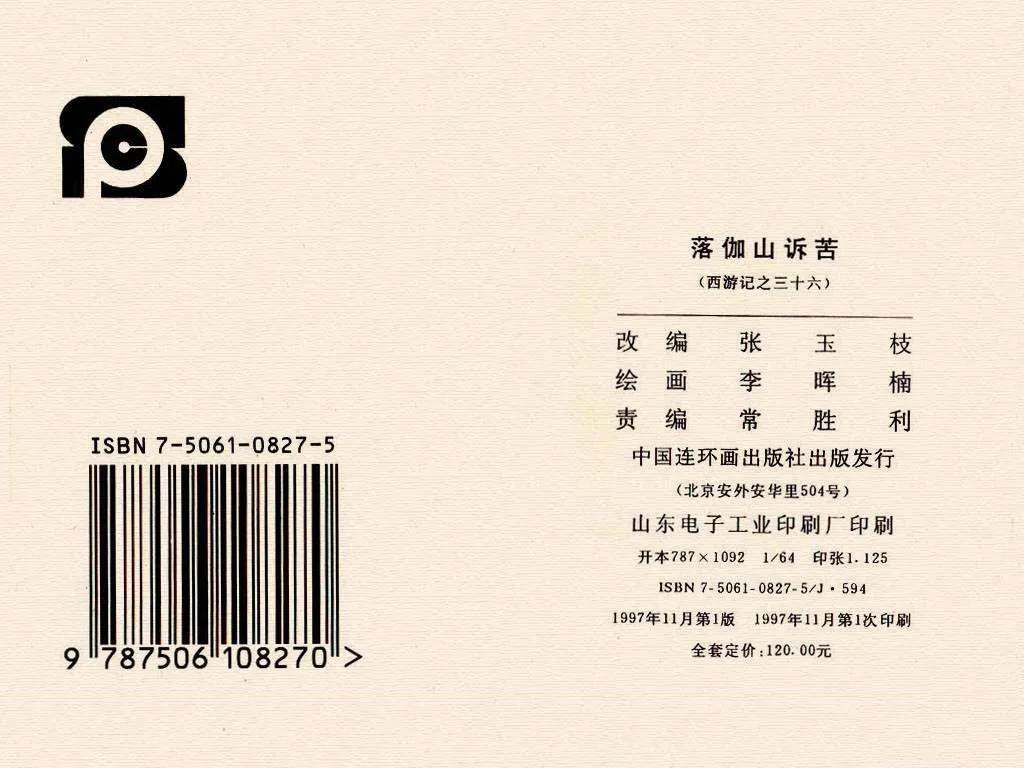 落伽山诉苦
（西游记之三十六）
改编 张玉枝
绘画 李晖楠
责编 常胜利
中国连环画出版社出版发行
（北京安外安华里504号）
山东电子工业印刷厂印刷
开本787×1092 1/64 印张1.125
ISBN 7-5061-0827-5/J·594
1997年11月第1版 1997年11月第1次印刷
全套定价:120.00元
ISBN 7-5061-0827-5
9 787506 108270 >